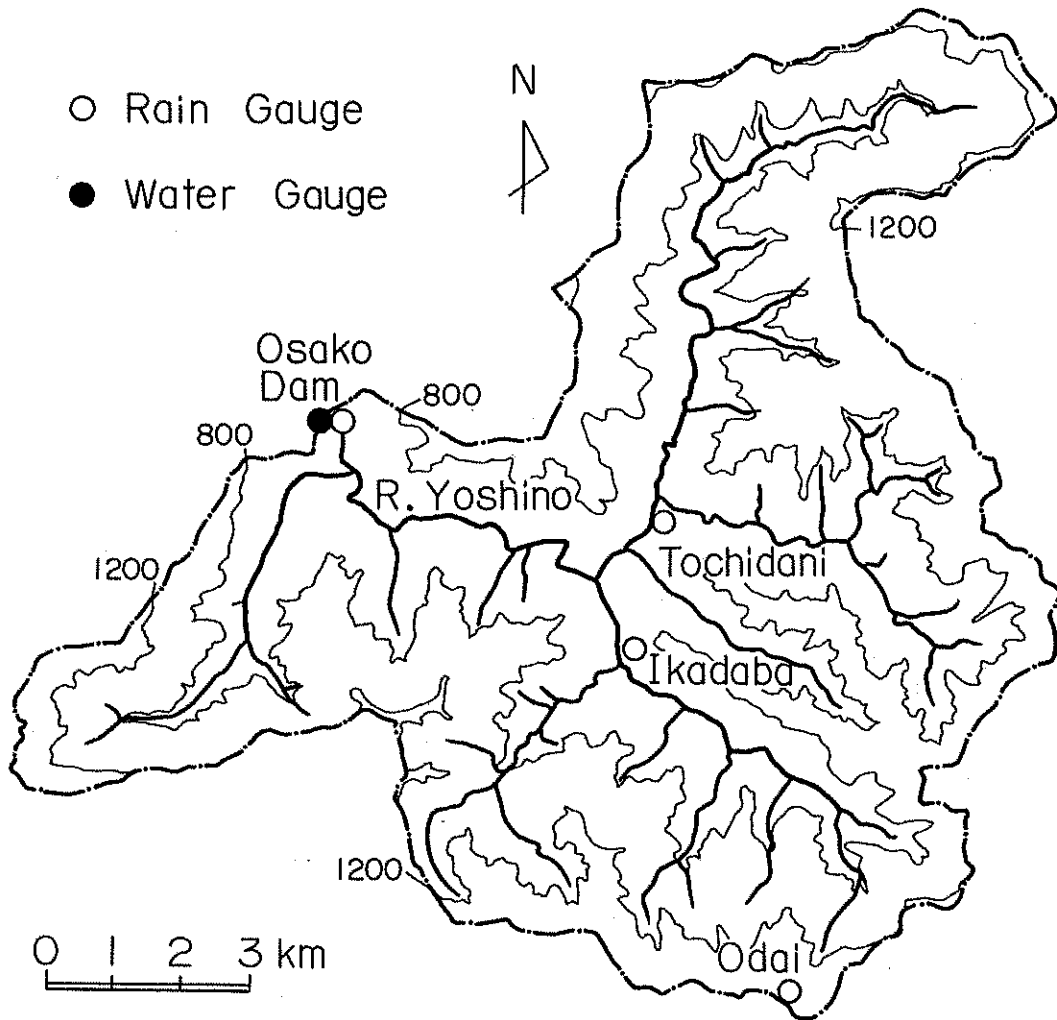 N
Rain Gauge
Water Gauge
1200
Osako
Dam
800
800
R. Yoshino
Tochidani
1200
Ikadaba
1200
Odai
0 1 2 3 km